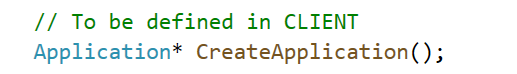 // To be defined in CLIENT
Application* CreateApplication();